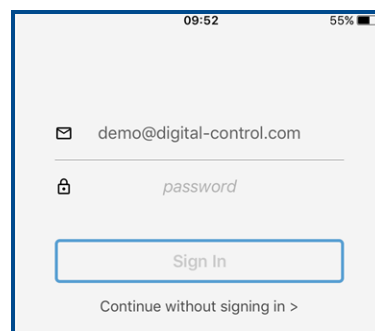 09:52 55%
demo@digital-control.com
password
Sign In
Continue without signing in >